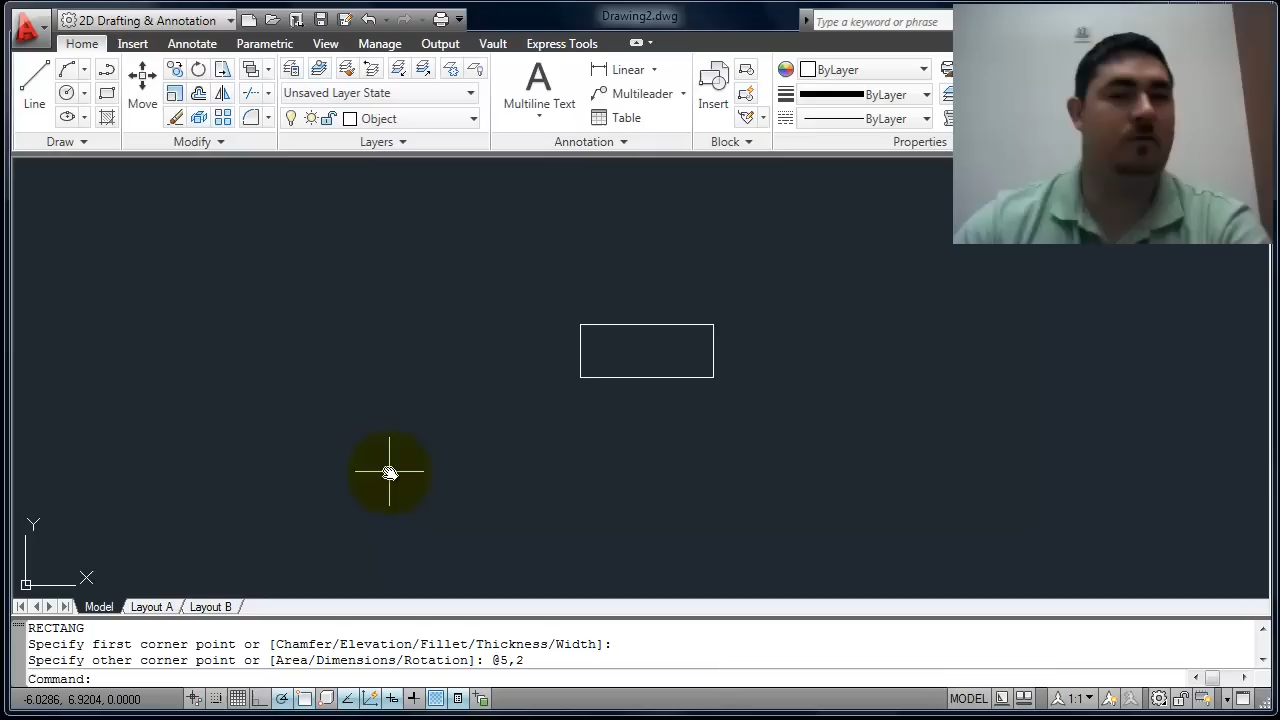 2D Drafting & Annotation
Drawing2.dwg
Type a keyword or phrase
Home Insert Annotate Parametric View Manage Output Vault Express Tools
Line
Move
Unsaved Layer State
Object
Multiline Text
Linear
Multileader
Table
Insert
ByLayer
ByLayer
ByLayer
Draw Modify Layers Annotation Block Properties
Y
X
Model Layout A Layout B
RECTANG
Specify first corner point or [Chamfer/Elevation/Fillet/Thickness/Width]:
Specify other corner point or [Area/Dimensions/Rotation]: @5,2
Command:
-6.0286, 6.9204, 0.0000
MODEL
1:1